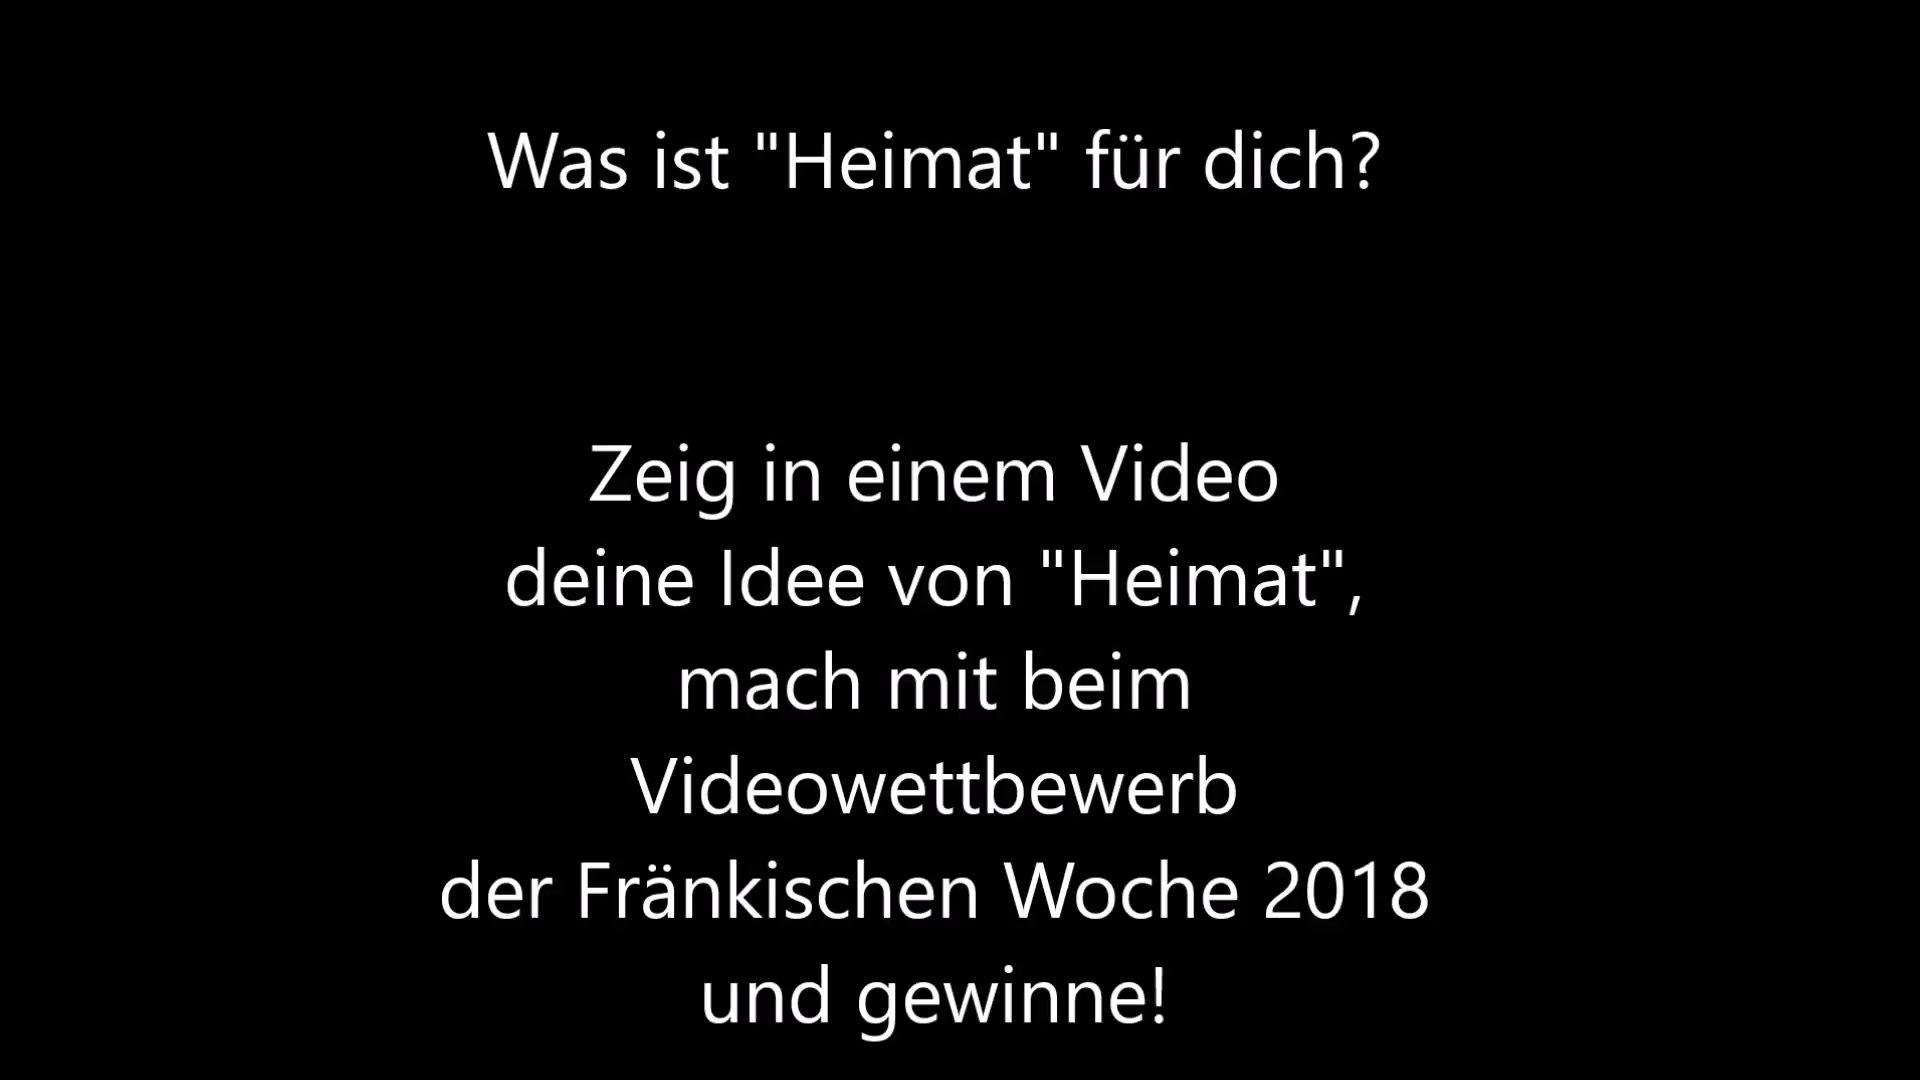 Was ist "Heimat" für dich?
Zeig in einem Video
deine Idee von "Heimat",
mach mit beim
Videowettbewerb
der Fränkischen Woche 2018
und gewinne!